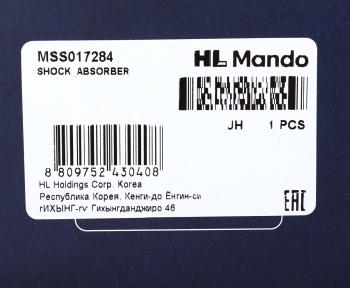 MSS017284
HL Mando
SHOCK ABSORBER
JH 1 PCS
8 809752 430408
HL Holdings Corp. Korea
Республика Корея, Кенги-до Ёнгин-си
гИХЫНГ-гу Гихынгданджиро 46
EAC